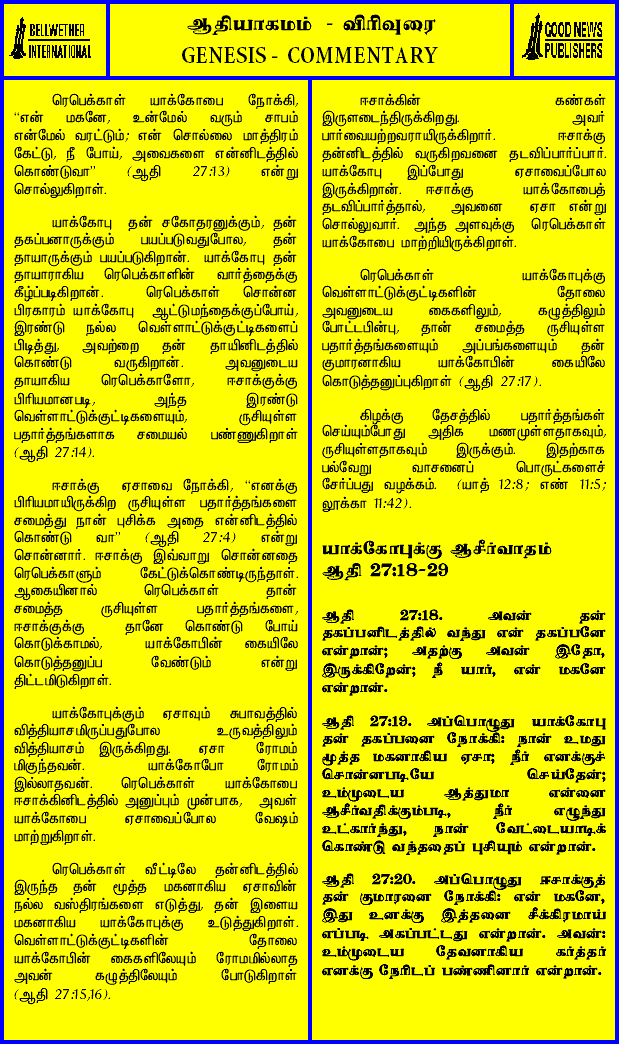 BELLWETHER
INTERNATIONAL
ஆதியாகமம் - விரிவுரை
GENESIS - COMMENTARY
GOOD NEWS
PUBLISHERS
ரெபெக்காள் யாக்கோபை நோக்கி,
“என் மகனே, உன்மேல் வரும் சாபம்
என்மேல் வரட்டும்; என் சொல்லை மாத்திரம்
கேட்டு, நீ போய், அவைகளை என்னிடத்தில்
கொண்டுவா” (ஆதி 27:13) என்று
சொல்லுகிறாள்.
யாக்கோபு தன் சகோதரனுக்கும், தன்
தகப்பனாருக்கும் பயப்படுவதுபோல, தன்
தாயாருக்கும் பயப்படுகிறான். யாக்கோபு தன்
தாயாராகிய ரெபெக்காளின் வார்த்தைக்கு
கீழ்ப்படிகிறான். ரெபெக்காள் சொன்ன
பிரகாரம் யாக்கோபு ஆட்டுமந்தைக்குப்போய்,
இரண்டு நல்ல வெள்ளாட்டுக்குட்டிகளைப்
பிடித்து, அவற்றை தன் தாயினிடத்தில்
கொண்டு வருகிறான். அவனுடைய
தாயாகிய ரெபெக்காளோ, ஈசாக்குக்கு
பிரியமானபடி, அந்த இரண்டு
வெள்ளாட்டுக்குட்டிகளையும், ருசியுள்ள
பதார்த்தங்களாக சமையல் பண்ணுகிறாள்
(ஆதி 27:14).
ஈசாக்கு ஏசாவை நோக்கி, “எனக்கு
பிரியமாயிருக்கிற ருசியுள்ள பதார்த்தங்களை
சமைத்து நான் புசிக்க அதை என்னிடத்தில்
கொண்டு வா” (ஆதி 27:4) என்று
சொன்னார். ஈசாக்கு இவ்வாறு சொன்னதை
ரெபெக்காளும் கேட்டுக்கொண்டிருந்தாள்.
ஆகையினால் ரெபெக்காள் தான்
சமைத்த ருசியுள்ள பதார்த்தங்களை,
ஈசாக்குக்கு தானே கொண்டு போய்
கொடுக்காமல், யாக்கோபின் கையிலே
கொடுத்தனுப்ப வேண்டும் என்று
திட்டமிடுகிறாள்.
யாக்கோபுக்கும் ஏசாவும் சுபாவத்தில்
வித்தியாசமிருப்பதுபோல உருவத்திலும்
வித்தியாசம் இருக்கிறது. ஏசா ரோமம்
மிகுந்தவன். யாக்கோபோ ரோமம்
இல்லாதவன். ரெபெக்காள் யாக்கோபை
ஈசாக்கினிடத்தில் அனுப்பும் முன்பாக, அவள்
யாக்கோபை ஏசாவைப்போல வேஷம்
மாற்றுகிறாள்.
ரெபெக்காள் வீட்டிலே தன்னிடத்தில்
இருந்த தன் மூத்த மகனாகிய ஏசாவின்
நல்ல வஸ்திரங்களை எடுத்து, தன் இளைய
மகனாகிய யாக்கோபுக்கு உடுத்துகிறாள்.
வெள்ளாட்டுக்குட்டிகளின் தோலை
யாக்கோபின் கைகளிலேயும் ரோமமில்லாத
அவன் கழுத்திலேயும் போடுகிறாள்
(ஆதி 27:15,16).
ஈசாக்கின் கண்கள்
இருளடைந்திருக்கிறது. அவர்
பார்வையற்றவராயிருக்கிறார். ஈசாக்கு
தன்னிடத்தில் வருகிறவனை தடவிப்பார்ப்பார்.
யாக்கோபு இப்போது ஏசாவைப்போல
இருக்கிறான். ஈசாக்கு யாக்கோபைத்
தடவிப்பார்த்தால், அவனை ஏசா என்று
சொல்லுவார். அந்த அளவுக்கு ரெபெக்காள்
யாக்கோபை மாற்றியிருக்கிறாள்.
ரெபெக்காள் யாக்கோபுக்கு
வெள்ளாட்டுக்குட்டிகளின் தோலை
அவனுடைய கைகளிலும், கழுத்திலும்
போட்டபின்பு, தான் சமைத்த ருசியுள்ள
பதார்த்தங்களையும் அப்பங்களையும் தன்
குமாரனாகிய யாக்கோபின் கையிலே
கொடுத்தனுப்புகிறாள் (ஆதி 27:17).
கிழக்கு தேசத்தில் பதார்த்தங்கள்
செய்யும்போது அதிக மணமுள்ளதாகவும்,
ருசியுள்ளதாகவும் இருக்கும். இதற்காக
பல்வேறு வாசனைப் பொருட்களைச்
சேர்ப்பது வழக்கம். (யாத் 12:8; எண் 11:5;
லூக்கா 11:42).
யாக்கோபுக்கு ஆசீர்வாதம்
ஆதி 27:18-29
ஆதி 27:18. அவன் தன்
தகப்பனிடத்தில் வந்து என் தகப்பனே
என்றான்; அதற்கு அவன் இதோ,
இருக்கிறேன்; நீ யார், என் மகனே
என்றான்.
ஆதி 27:19. அப்பொழுது யாக்கோபு
தன் தகப்பனை நோக்கி: நான் உமது
மூத்த மகனாகிய ஏசா; நீர் எனக்குச்
சொன்னபடியே செய்தேன்;
உம்முடைய ஆத்துமா என்னை
ஆசீர்வதிக்கும்படி, நீர் எழுந்து
உட்கார்ந்து, நான் வேட்டையாடிக்
கொண்டு வந்ததைப் புசியும் என்றான்.
ஆதி 27:20. அப்பொழுது ஈசாக்குத்
தன் குமாரனை நோக்கி: என் மகனே,
இது உனக்கு இத்தனை சீக்கிரமாய்
எப்படி அகப்பட்டது என்றான். அவன்:
உம்முடைய தேவனாகிய கர்த்தர்
எனக்கு நேரிடப் பண்ணினார் என்றான்.